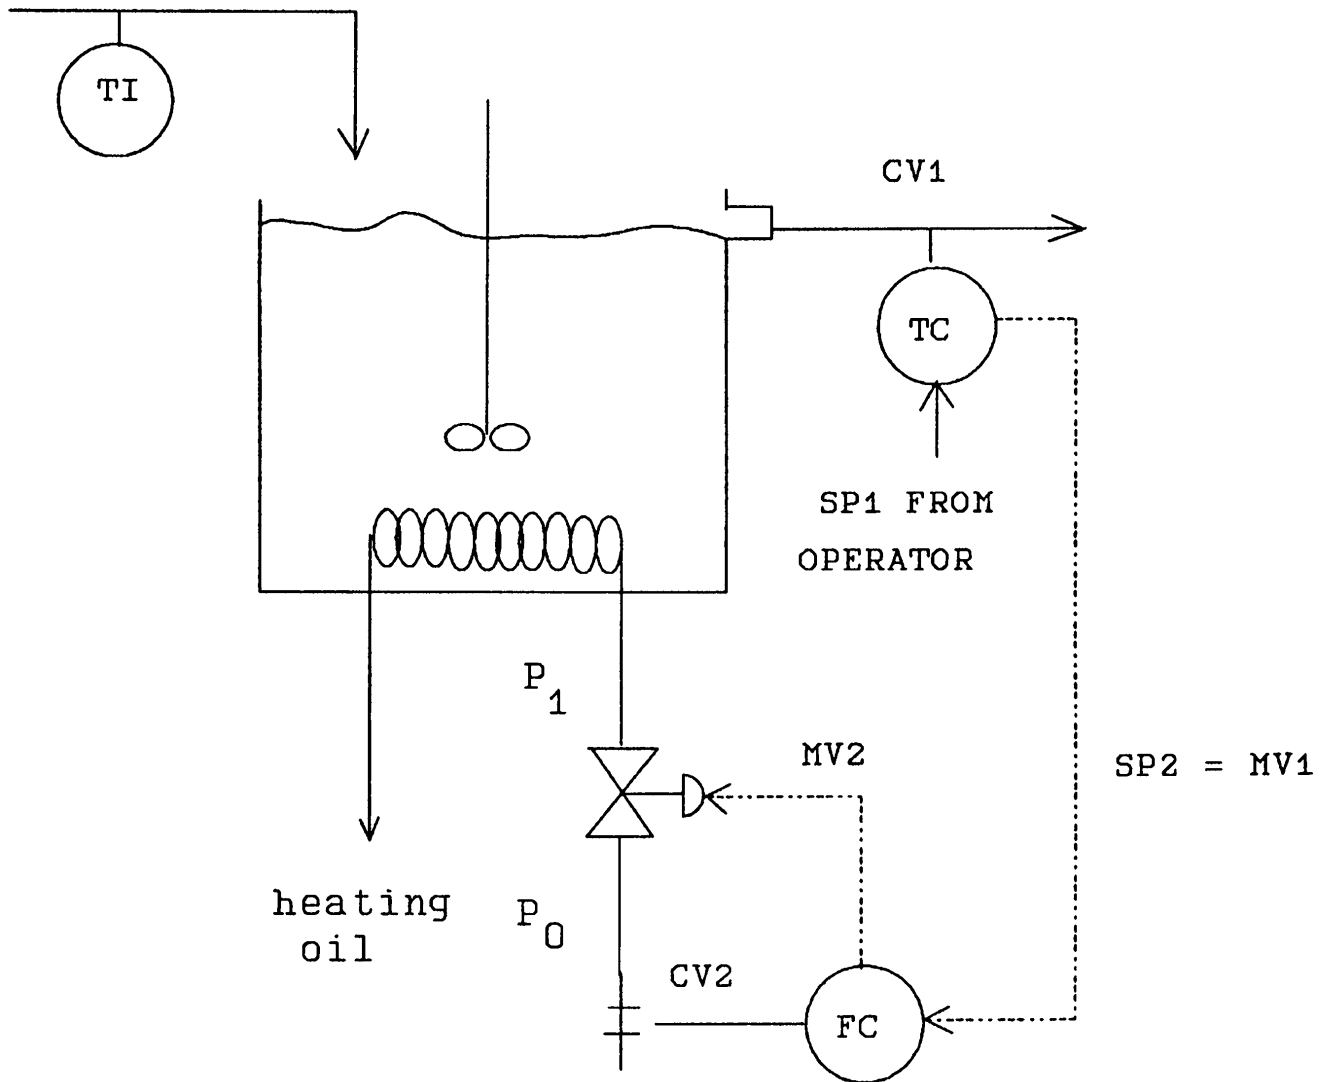 TI
CV1
TC
SP1 FROM
OPERATOR
P1
MV2
SP2 = MV1
heating
oil
P0
CV2
FC